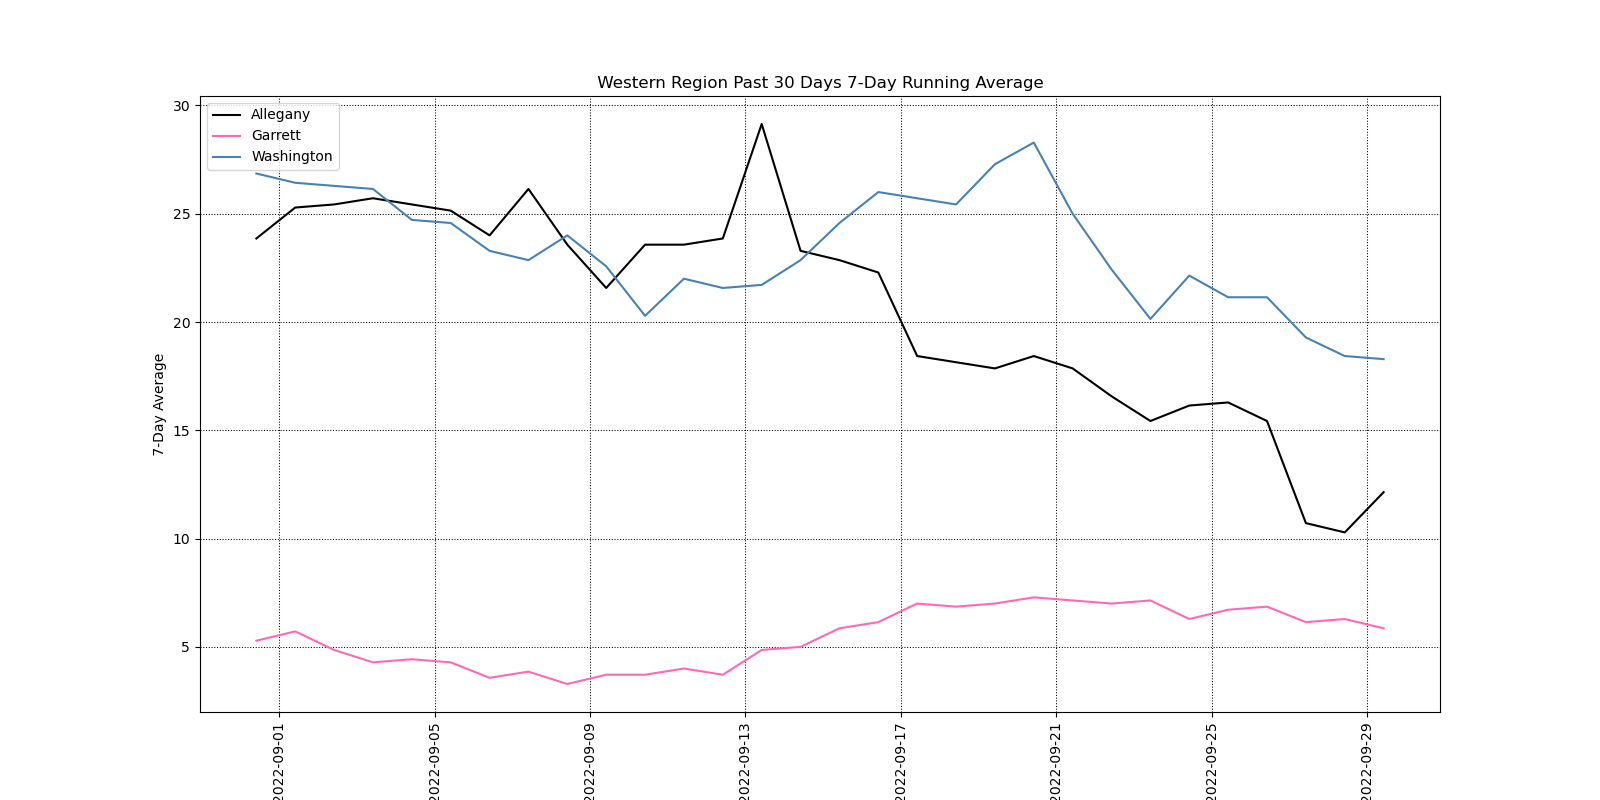 Western Region Past 30 Days 7-Day Running Average
Allegany
Garrett
Washington
7-Day Average
30
25
20
15
10
5
2022-09-01
2022-09-05
2022-09-09
2022-09-13
2022-09-17
2022-09-21
2022-09-25
2022-09-29